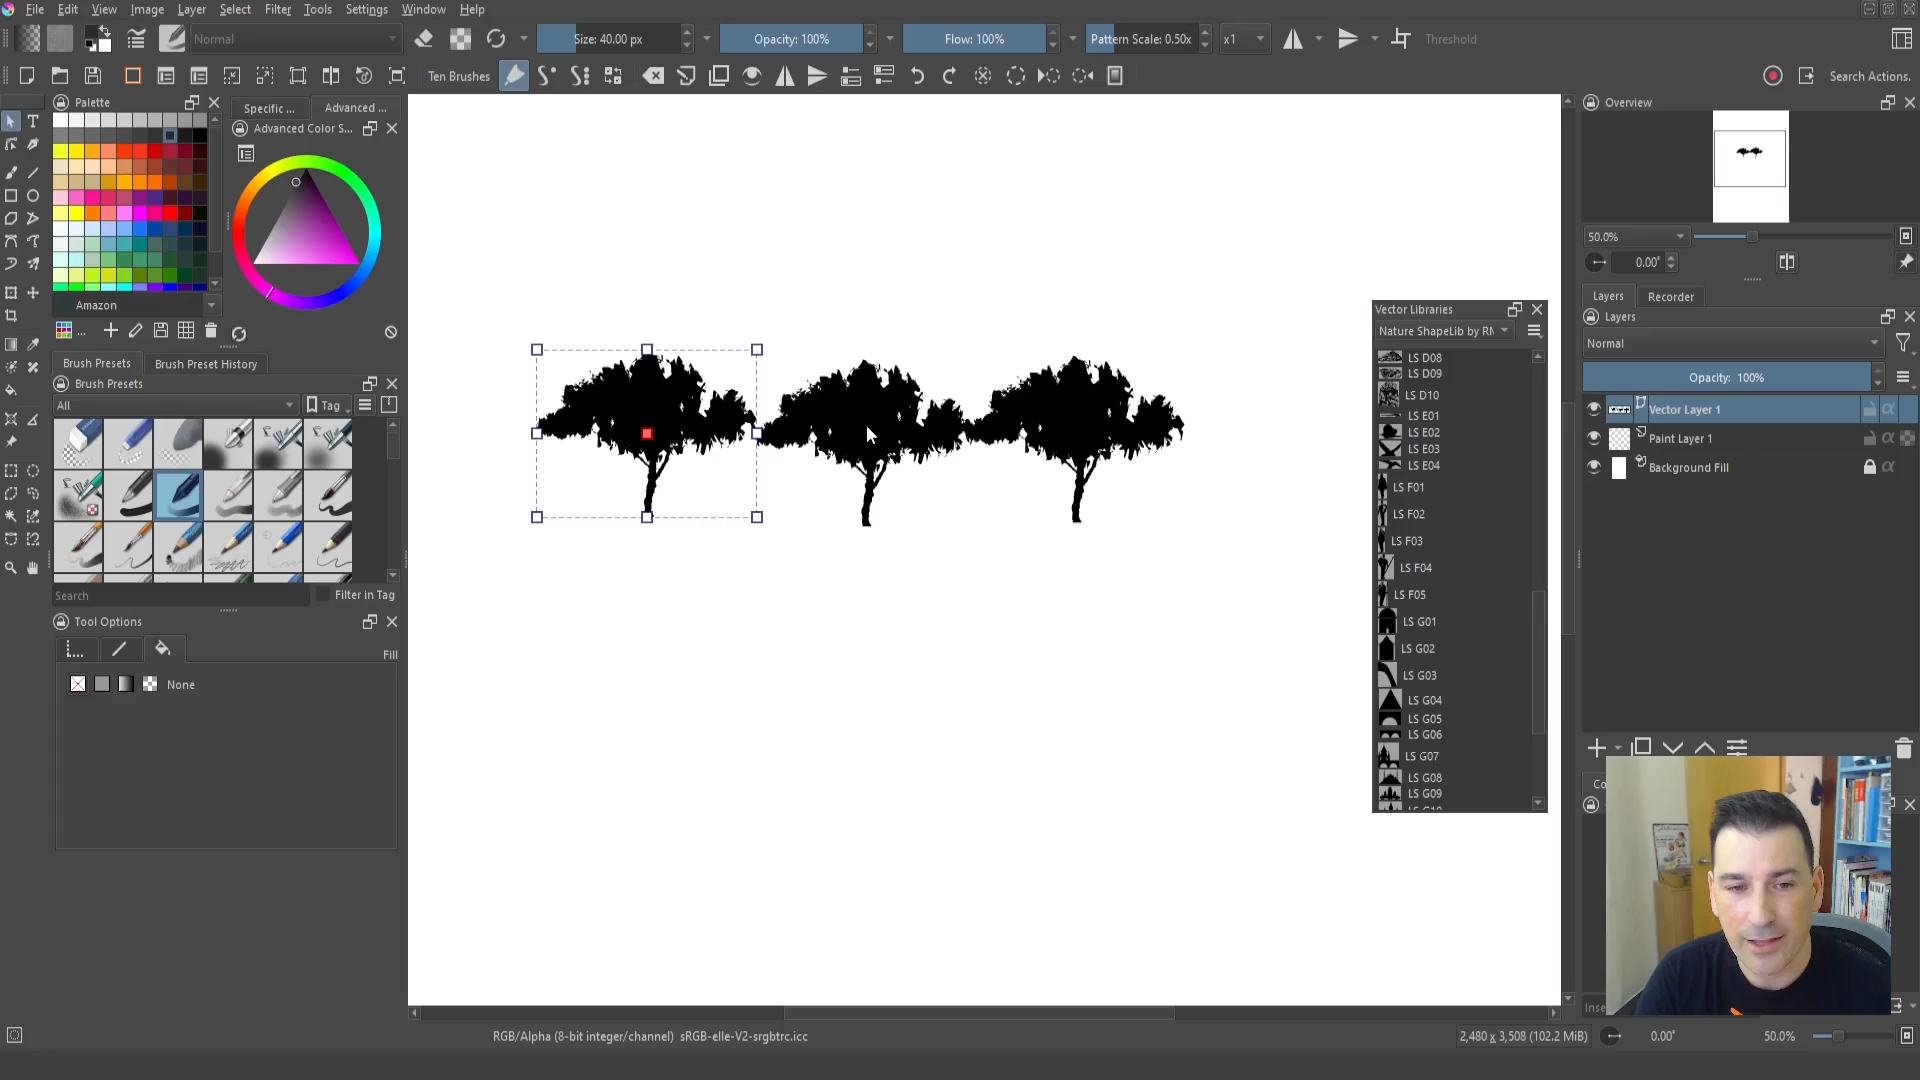 File Edit View Image Layer Select Filter Tools Settings Window Help
Normal
Size: 40.00 px
Opacity: 100%
Flow: 100%
Pattern Scale: 0.50x
x1
Threshold
Ten Brushes
Search Actions.
Palette
Specific ...
Advanced ...
Advanced Color S...
Amazon
...
Brush Presets
Brush Preset History
Brush Presets
All
Tag
Search
Filter in Tag
Tool Options
Fill
None
Vector Libraries
Nature ShapeLib by
LS D08
LS D09
LS D10
LS E01
LS E02
LS E03
LS E04
LS F01
LS F02
LS F03
LS F04
LS F05
LS G01
LS G02
LS G03
LS G04
LS G05
LS G06
LS G07
LS G08
LS G09
Overview
50.0%
0.00°
Layers
Recorder
Layers
Normal
Opacity: 100%
Vector Layer 1
Paint Layer 1
Background Fill
RGB/Alpha (8-bit integer/channel) sRGB-elle-V2-srgbtrc.icc
2,480 x 3,508 (102.2 MiB)
0.00°
50.0%